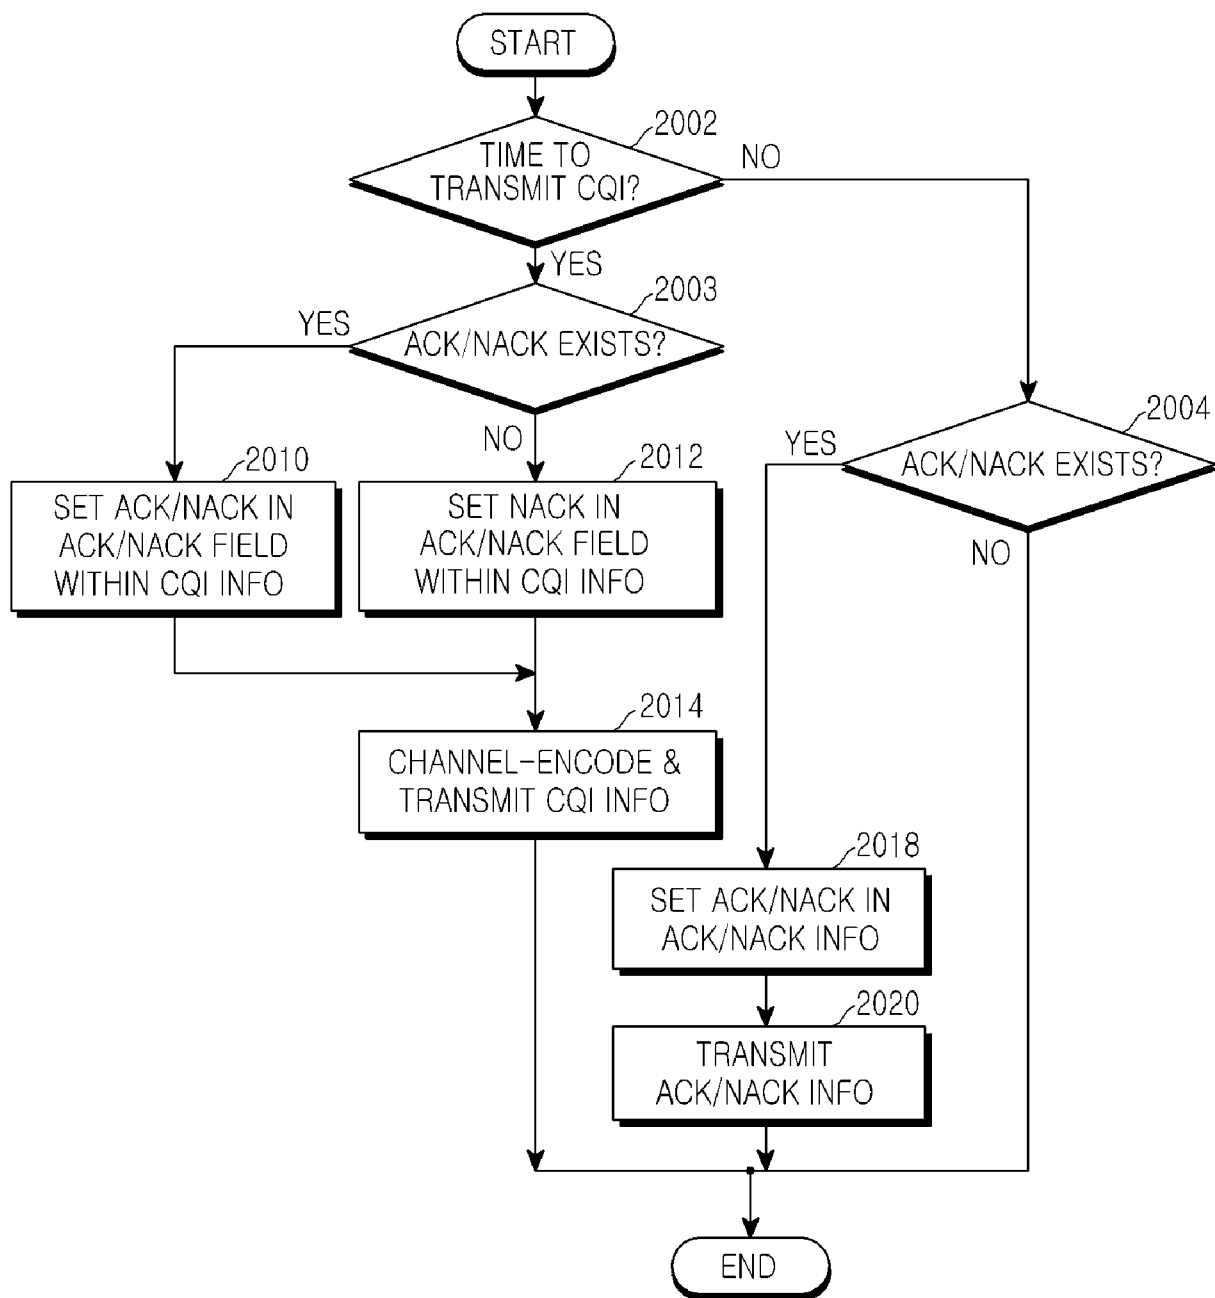 START
2002
TIME TO
TRANSMIT CQI?
NO
YES
2003
YES
ACK/NACK EXISTS?
NO
2004
YES
ACK/NACK EXISTS?
NO
2010
SET ACK/NACK IN
ACK/NACK FIELD
WITHIN CQI INFO
2012
SET NACK IN
ACK/NACK FIELD
WITHIN CQI INFO
2014
CHANNEL-ENCODE &
TRANSMIT CQI INFO
2018
SET ACK/NACK IN
ACK/NACK INFO
2020
TRANSMIT
ACK/NACK INFO
END